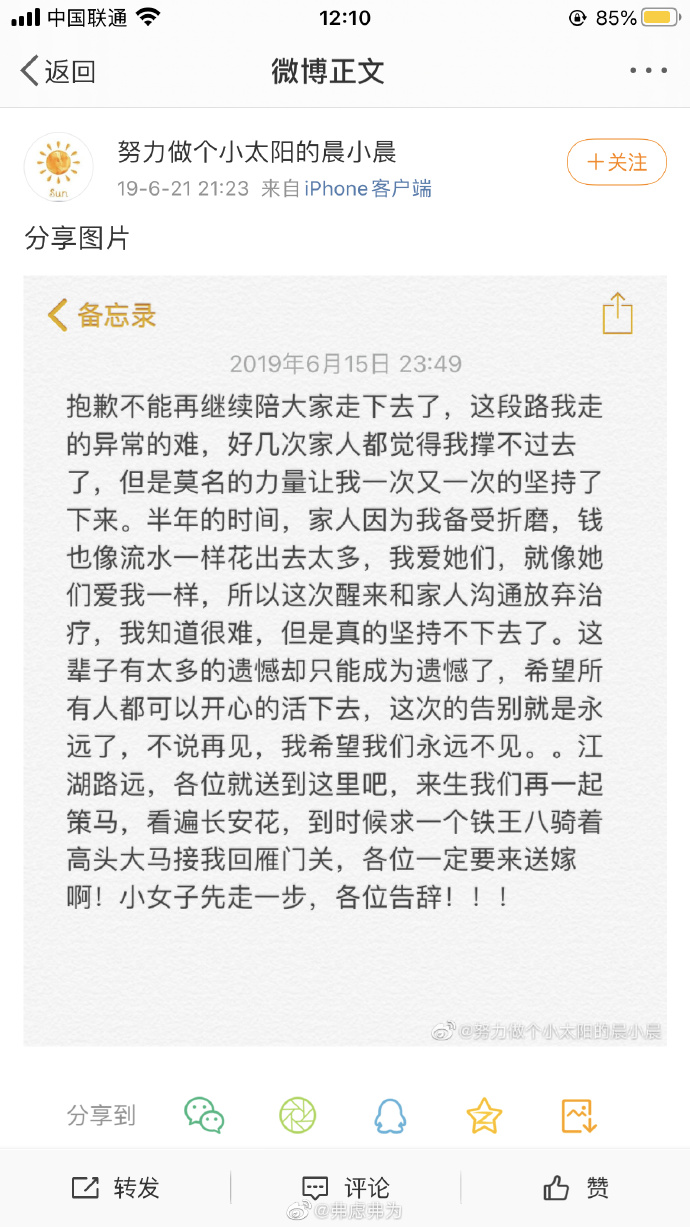 中国联通 12:10 85%
返回 微博正文
努力做个小太阳的晨小晨
+关注
Sun
19-6-21 21:23 来自 iPhone客户端
分享图片
备忘录
2019年6月15日 23:49
抱歉不能再继续陪大家走下去了，这段路我走
的异常的难，好几次家人都觉得我撑不过去
了，但是莫名的力量让我一次又一次的坚持了
下来。半年的时间，家人因为我备受折磨，钱
也像流水一样花出去太多，我爱她们，就像她
们爱我一样，所以这次醒来和家人沟通放弃治
疗，我知道很难，但是真的坚持不下去了。这
辈子有太多的遗憾却只能成为遗憾了，希望所
有人都可以开心的活下去，这次的告别就是永
远了，不说再见，我希望我们永远不见。。江
湖路远，各位就送到这里吧，来生我们再一起
策马，看遍长安花，到时候求一个铁王八骑着
高头大马接我回雁门关，各位一定要来送嫁
啊！小女子先走一步，各位告辞！！！
@努力做个小太阳的晨小晨
分享到
转发 评论 赞
@弗虑弗为